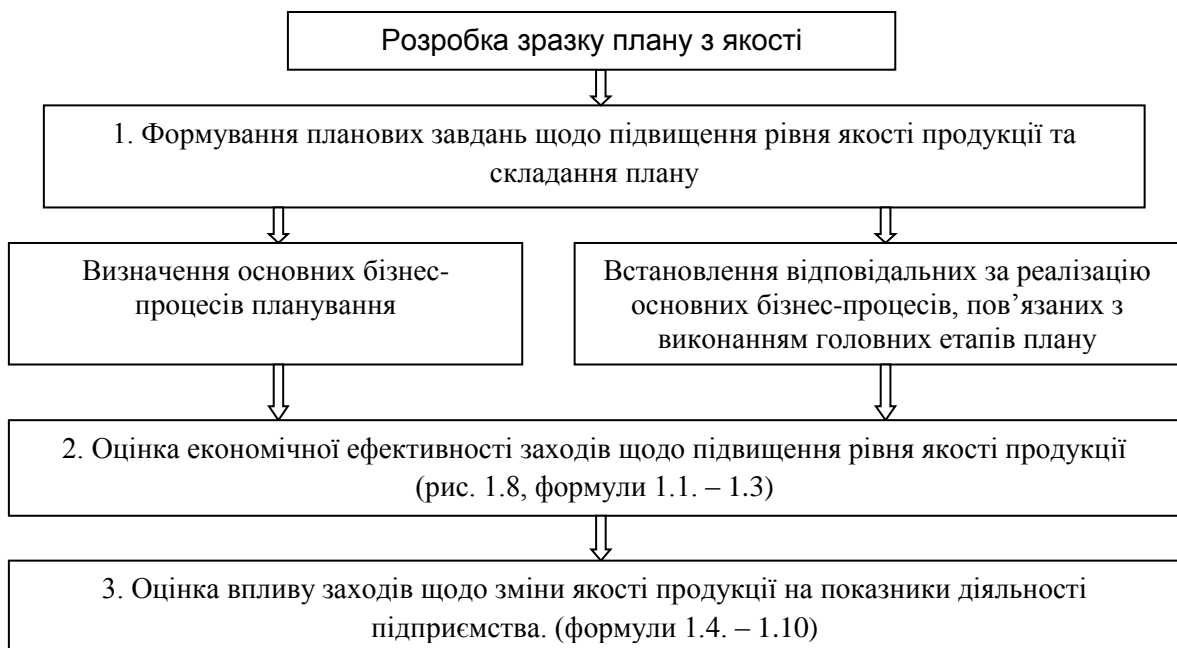 Розробка зразку плану з якості
1. Формування планових завдань щодо підвищення рівня якості продукції та
складання плану
Визначення основних бізнес-
процесів планування
Встановлення відповідальних за реалізацію
основних бізнес-процесів, пов’язаних з
виконанням головних етапів плану
2. Оцінка економічної ефективності заходів щодо підвищення рівня якості продукції
(рис. 1.8, формули 1.1. – 1.3)
3. Оцінка впливу заходів щодо зміни якості продукції на показники діяльності
підприємства. (формули 1.4. – 1.10)